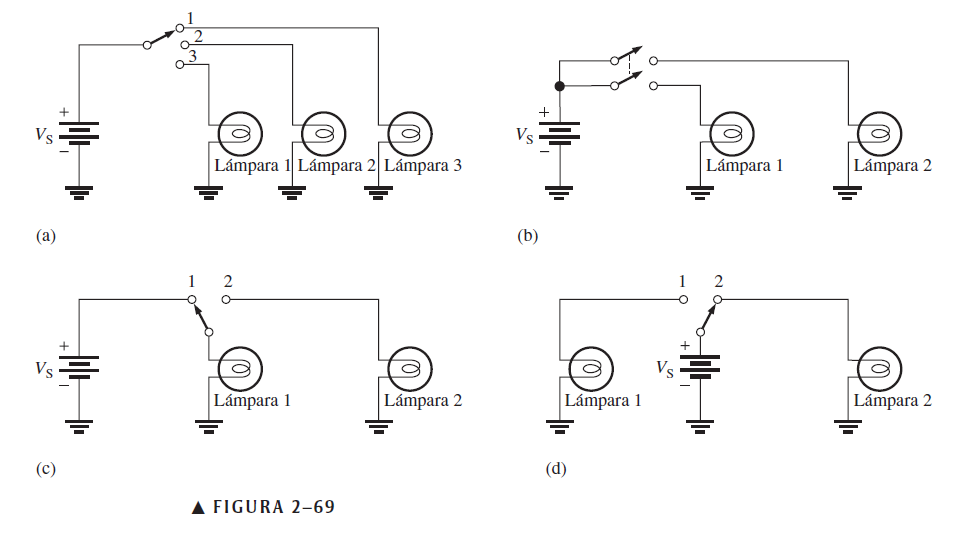 1
2
3
+
V_S
−
Lámpara 1
Lámpara 2
Lámpara 3
(a)
+
V_S
−
Lámpara 1
Lámpara 2
(b)
1 2
+
V_S
−
Lámpara 1
Lámpara 2
(c)
1 2
+
V_S
−
Lámpara 1
Lámpara 2
(d)
▲ FIGURA 2–69